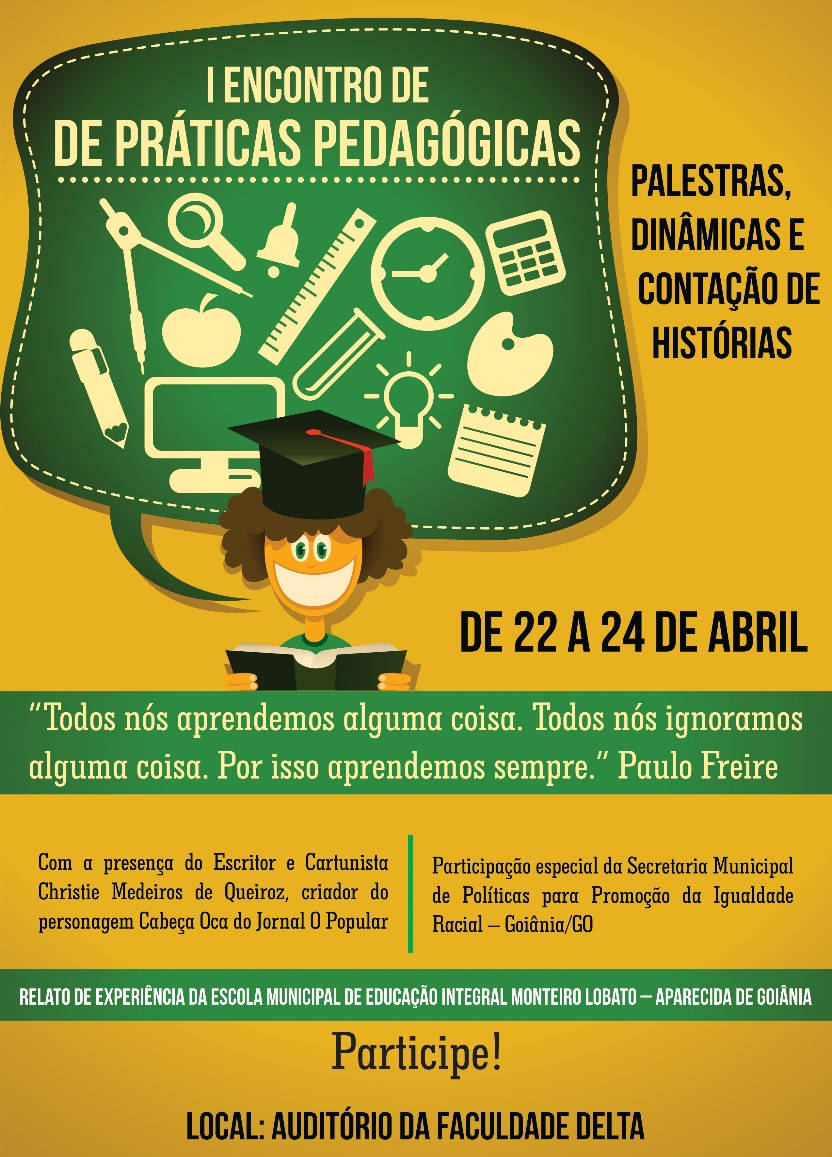 I ENCONTRO DE
DE PRÁTICAS PEDAGÓGICAS
PALESTRAS,
DINÂMICAS E
CONTAÇÃO DE
HISTÓRIAS
DE 22 A 24 DE ABRIL
“Todos nós aprendemos alguma coisa. Todos nós ignoramos
alguma coisa. Por isso aprendemos sempre.” Paulo Freire
Com a presença do Escritor e Cartunista
Christie Medeiros de Queiroz, criador do
personagem Cabeça Oca do Jornal O Popular
Participação especial da Secretaria Municipal
de Políticas para Promoção da Igualdade
Racial – Goiânia/GO
RELATO DE EXPERIÊNCIA DA ESCOLA MUNICIPAL DE EDUCAÇÃO INTEGRAL MONTEIRO LOBATO – APARECIDA DE GOIÂNIA
Participe!
LOCAL: AUDITÓRIO DA FACULDADE DELTA